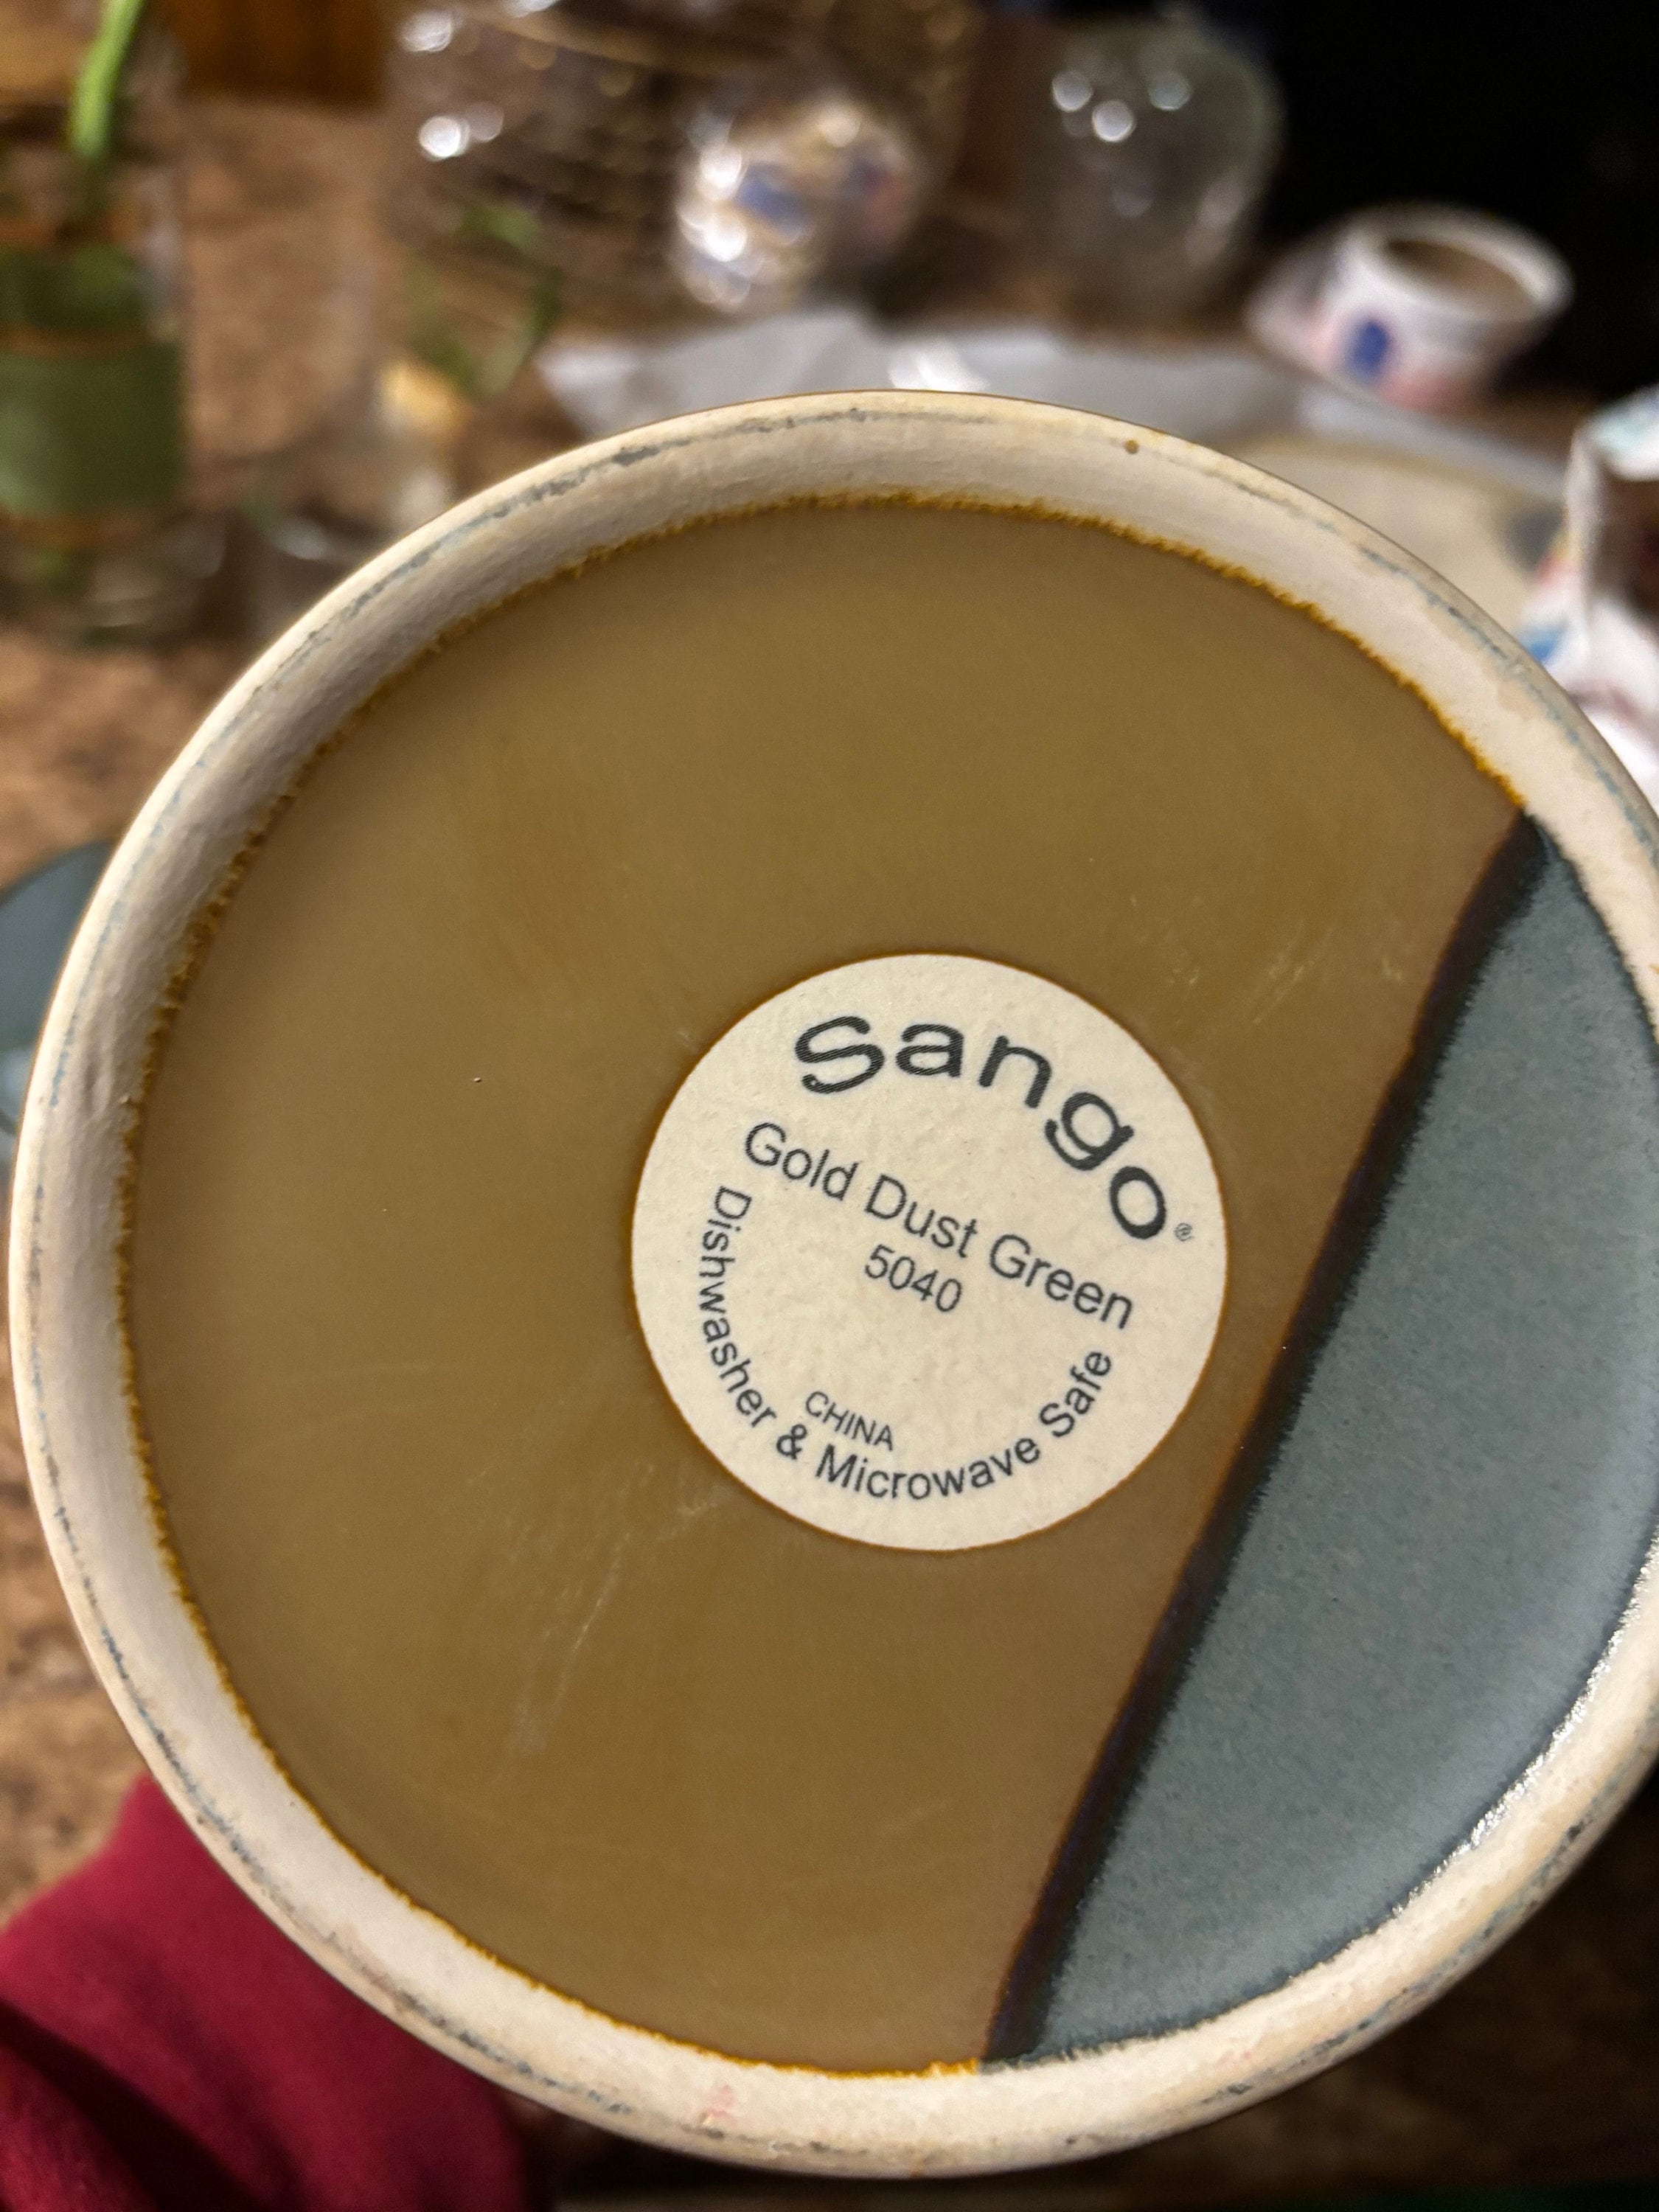 sango®
Gold Dust Green
5040
CHINA
Dishwasher & Microwave Safe